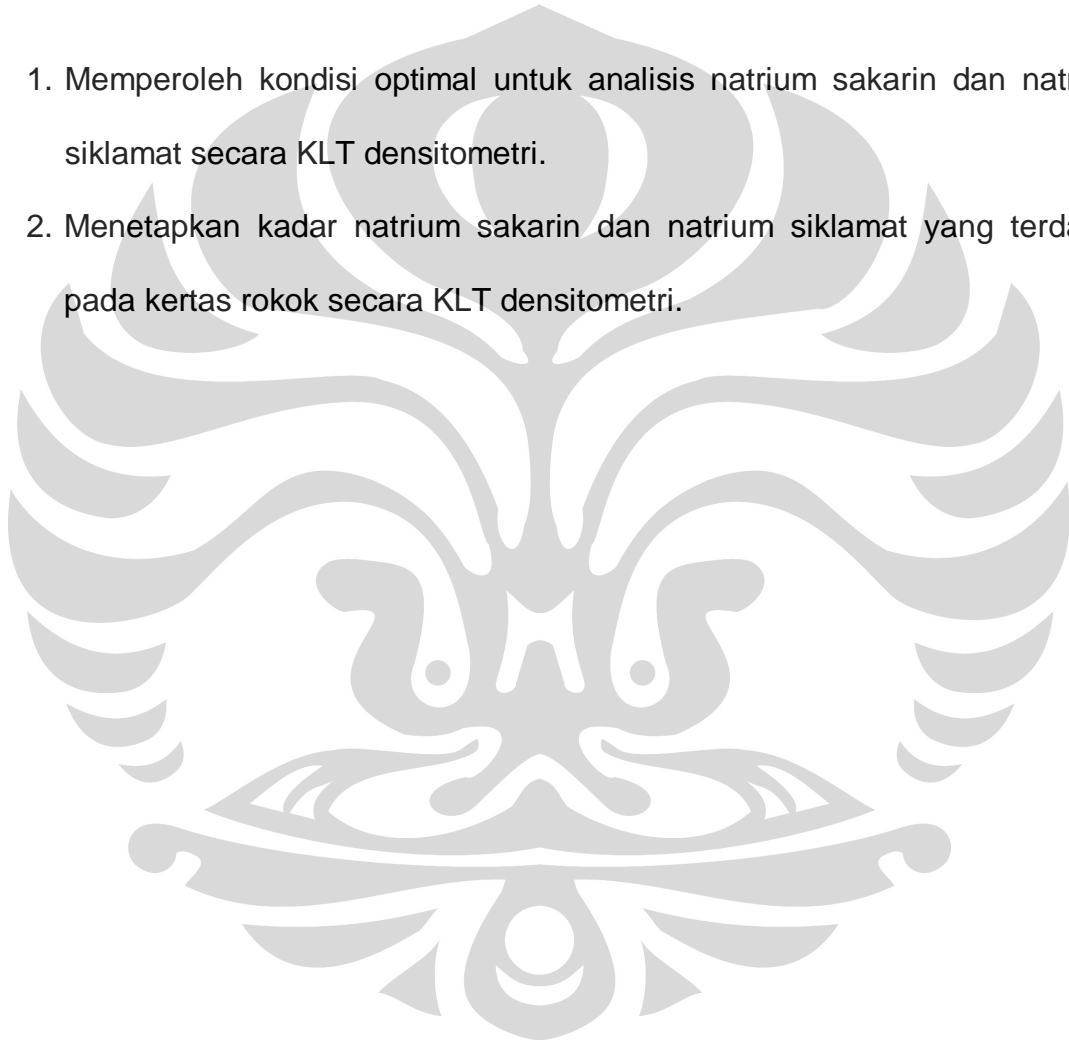 1. Memperoleh kondisi optimal untuk analisis natrium sakarin dan natr
siklamat secara KLT densitometri.
2. Menetapkan kadar natrium sakarin dan natrium siklamat yang terda
pada kertas rokok secara KLT densitometri.